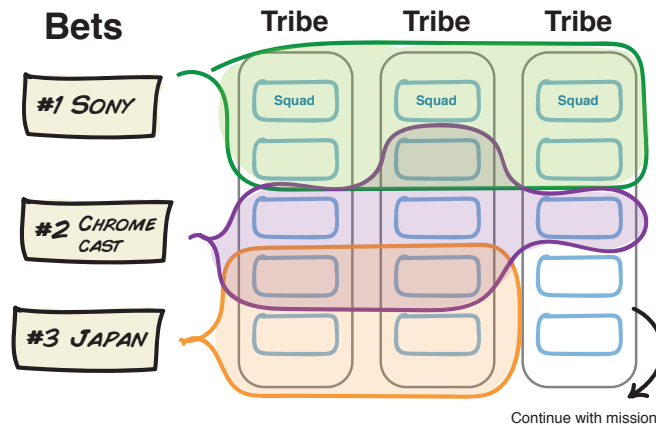 Bets
Tribe
Tribe
Tribe
#1 SONY
Squad
Squad
Squad
#2 CHROME
CAST
#3 JAPAN
Continue with mission